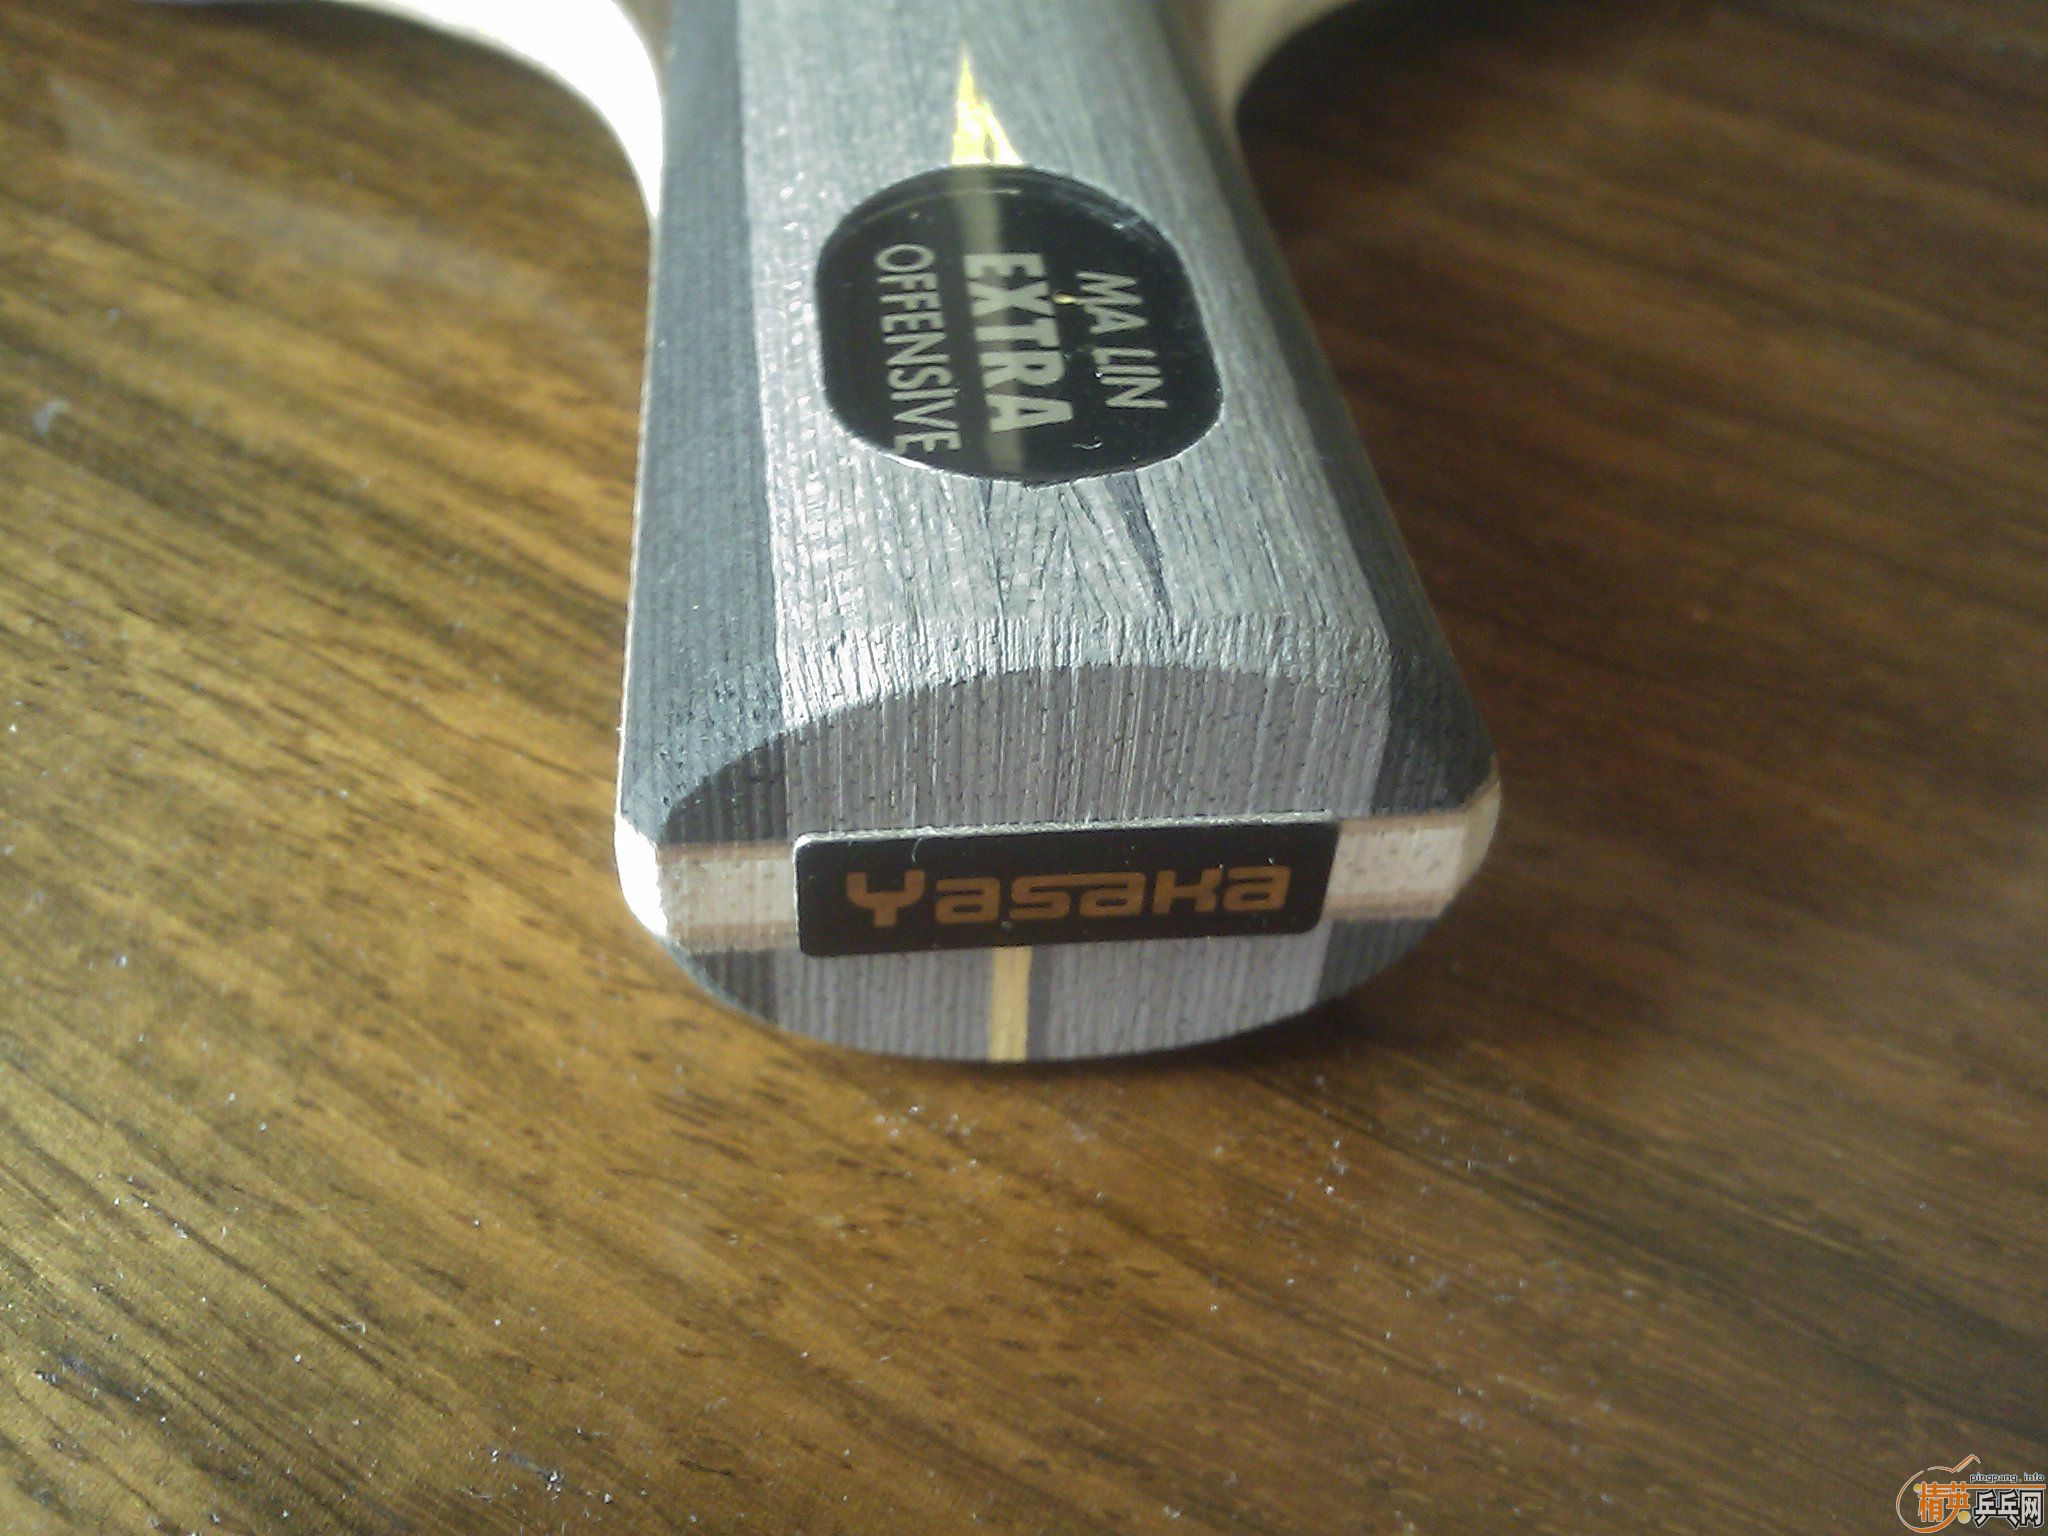 MA LIN
EXTRA
OFFENSIVE
Yasaka
pingpang.info
精英乒乓网